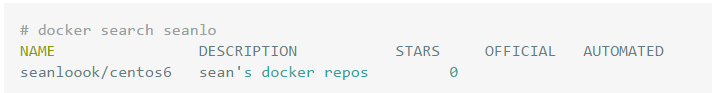 # docker search seanlo
NAME DESCRIPTION STARS OFFICIAL AUTOMATED
seanloook/centos6 sean's docker repos 0